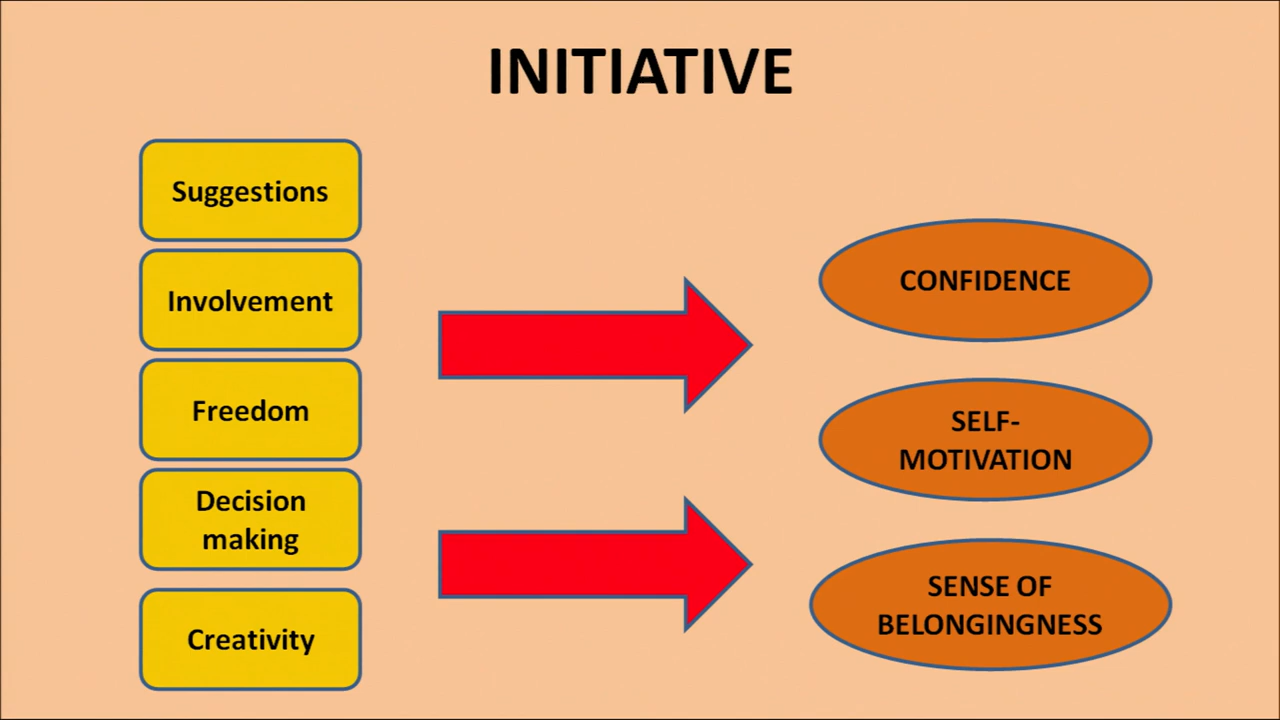 INITIATIVE
Suggestions
Involvement
Freedom
Decision
making
Creativity
CONFIDENCE
SELF-
MOTIVATION
SENSE OF
BELONGINGNESS